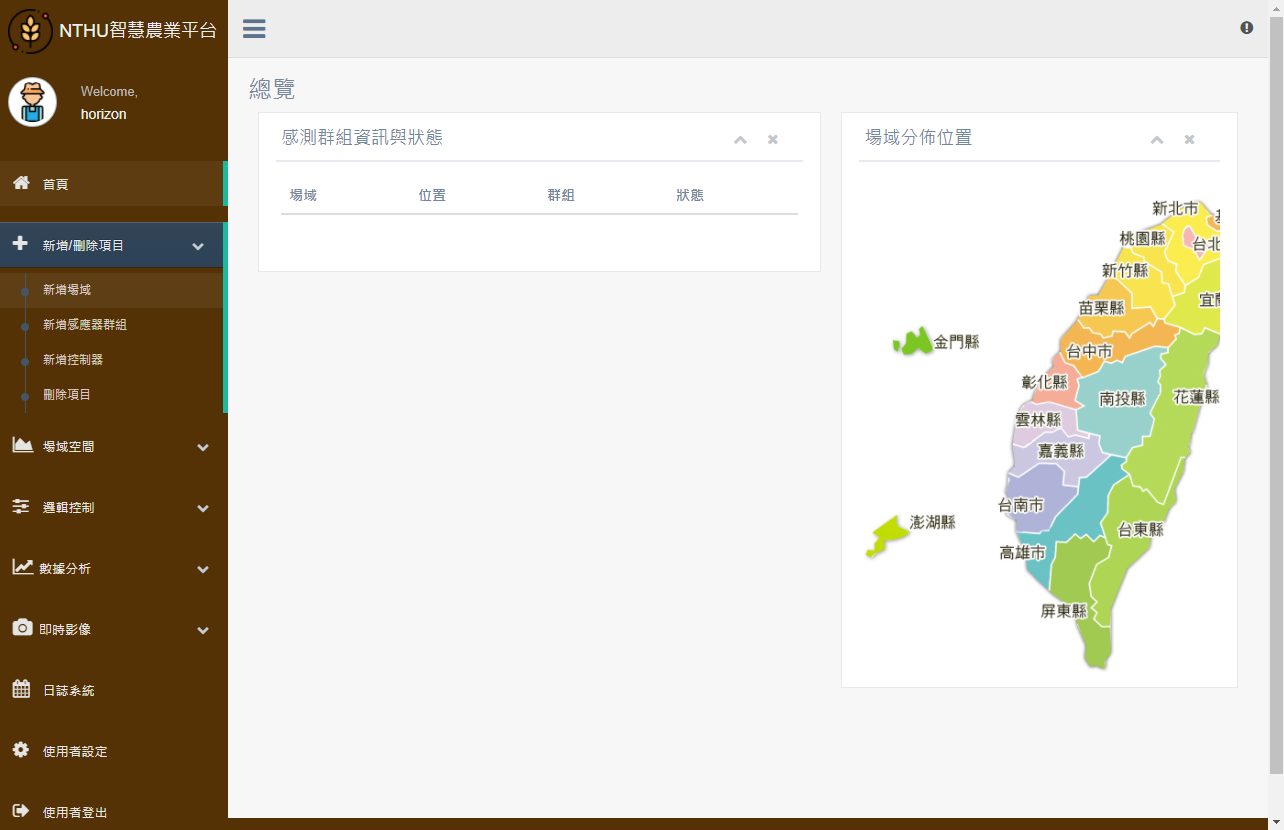 NTHU智慧農業平台
Welcome,
horizon
首頁
新增/刪除項目
新增場域
新增感應器群組
新增控制器
刪除項目
場域空間
邏輯控制
數據分析
即時影像
日誌系統
使用者設定
使用者登出
總覽
感測群組資訊與狀態
場域 位置 群組 狀態
場域分佈位置
新北市
桃園縣
台北
新竹縣
宜
苗栗縣
金門縣
台中市
彰化縣
南投縣
花蓮縣
雲林縣
嘉義縣
台南市
澎湖縣
台東縣
高雄市
屏東縣